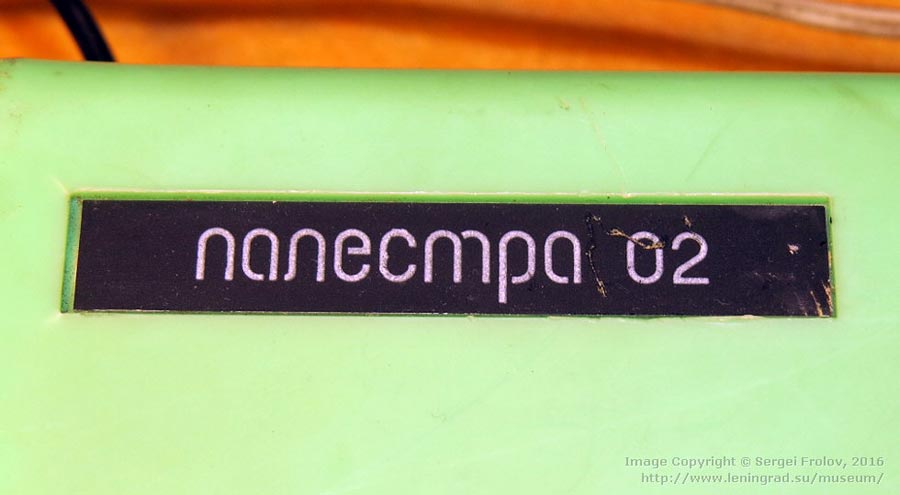 палестра 02
Image Copyright © Sergei Frolov, 2016
http://www.leningrad.su/museum/